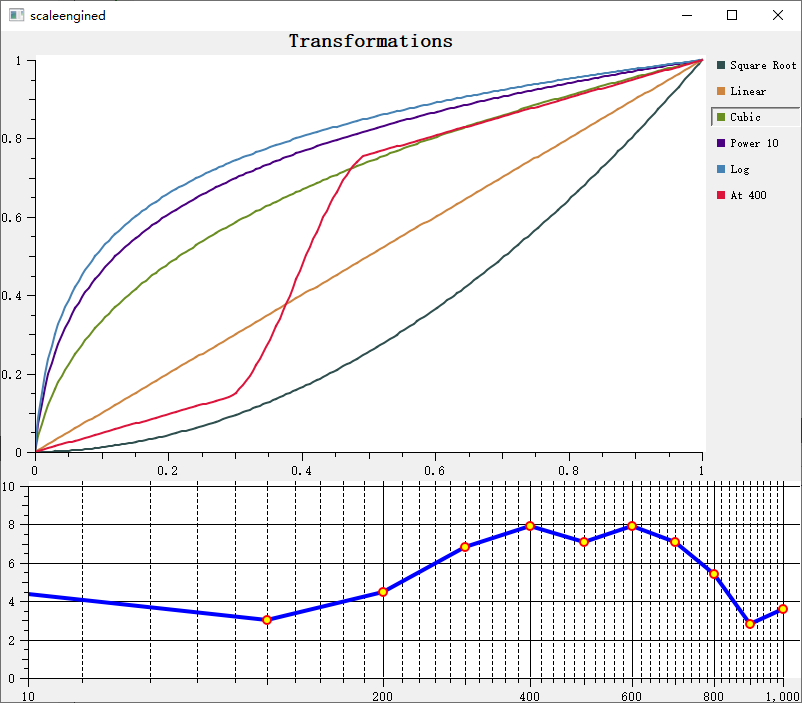 scaleengined
Transformations
1
0.8
0.6
0.4
0.2
0
0 0.2 0.4 0.6 0.8 1
Square Root
Linear
Cubic
Power 10
Log
At 400
10
8
6
4
2
0
10 200 400 600 800 1,000